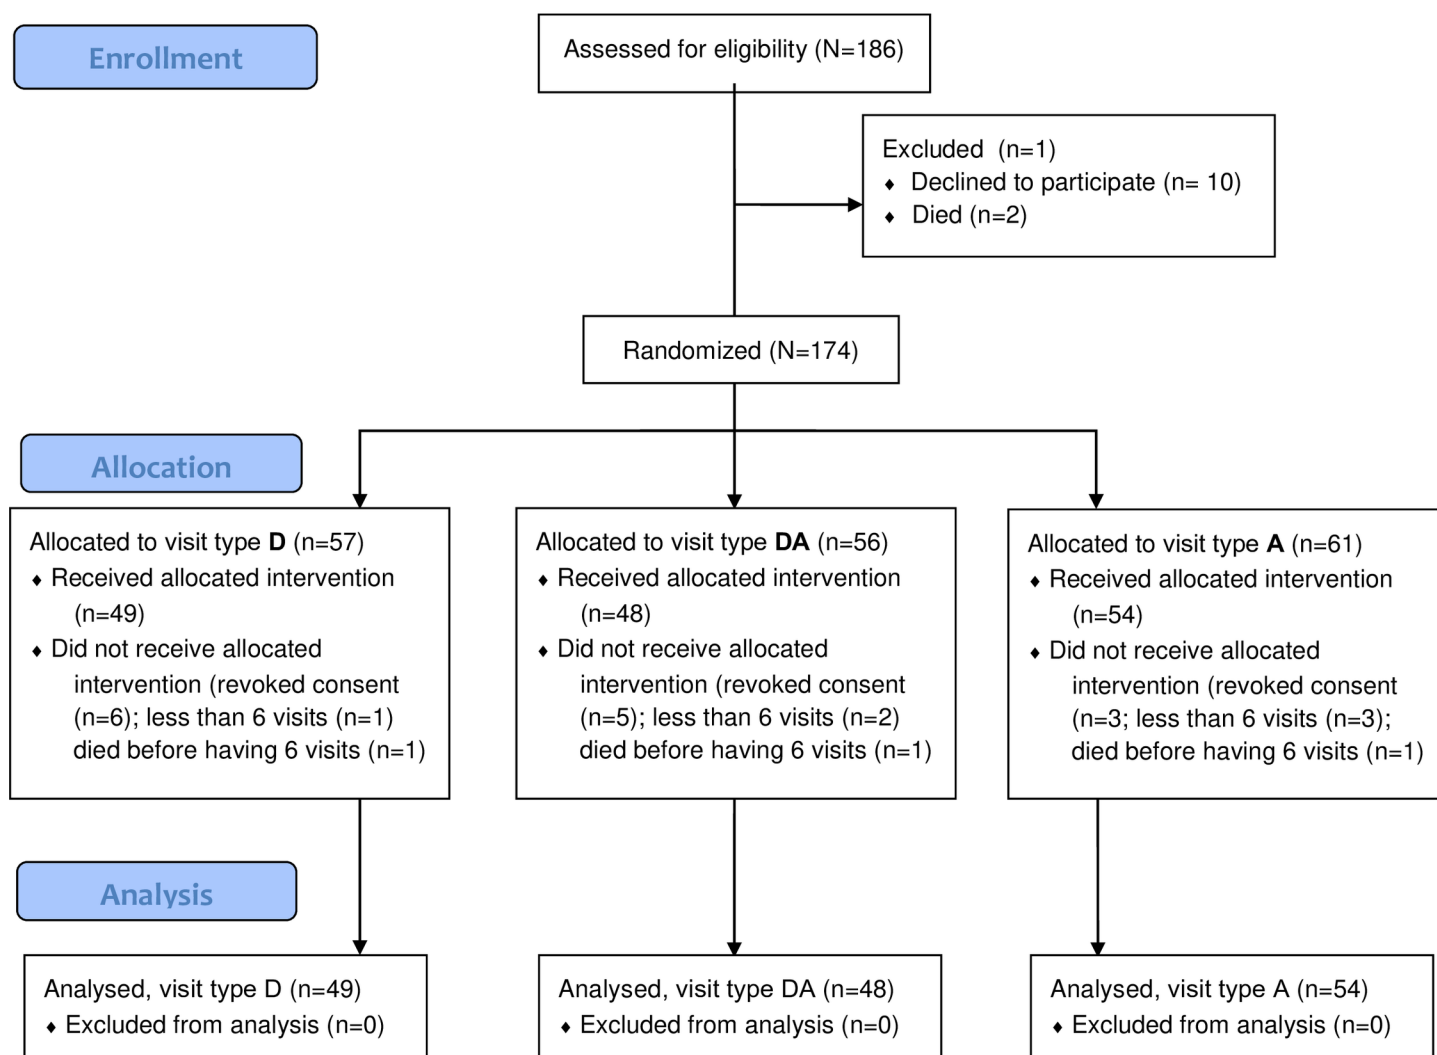 Enrollment
Assessed for eligibility (N=186)
Excluded  (n=1)
♦ Declined to participate (n= 10)
♦ Died (n=2)
Randomized (N=174)
Allocation
Allocated to visit type D (n=57)
♦ Received allocated intervention
(n=49)
♦ Did not receive allocated
intervention (revoked consent
(n=6); less than 6 visits (n=1)
died before having 6 visits (n=1)
Allocated to visit type DA (n=56)
♦ Received allocated intervention
(n=48)
♦ Did not receive allocated
intervention (revoked consent
(n=5); less than 6 visits (n=2)
died before having 6 visits (n=1)
Allocated to visit type A (n=61)
♦ Received allocated intervention
(n=54)
♦ Did not receive allocated
intervention (revoked consent
(n=3; less than 6 visits (n=3);
died before having 6 visits (n=1)
Analysis
Analysed, visit type D (n=49)
♦ Excluded from analysis (n=0)
Analysed, visit type DA (n=48)
♦ Excluded from analysis (n=0)
Analysed, visit type A (n=54)
♦ Excluded from analysis (n=0)